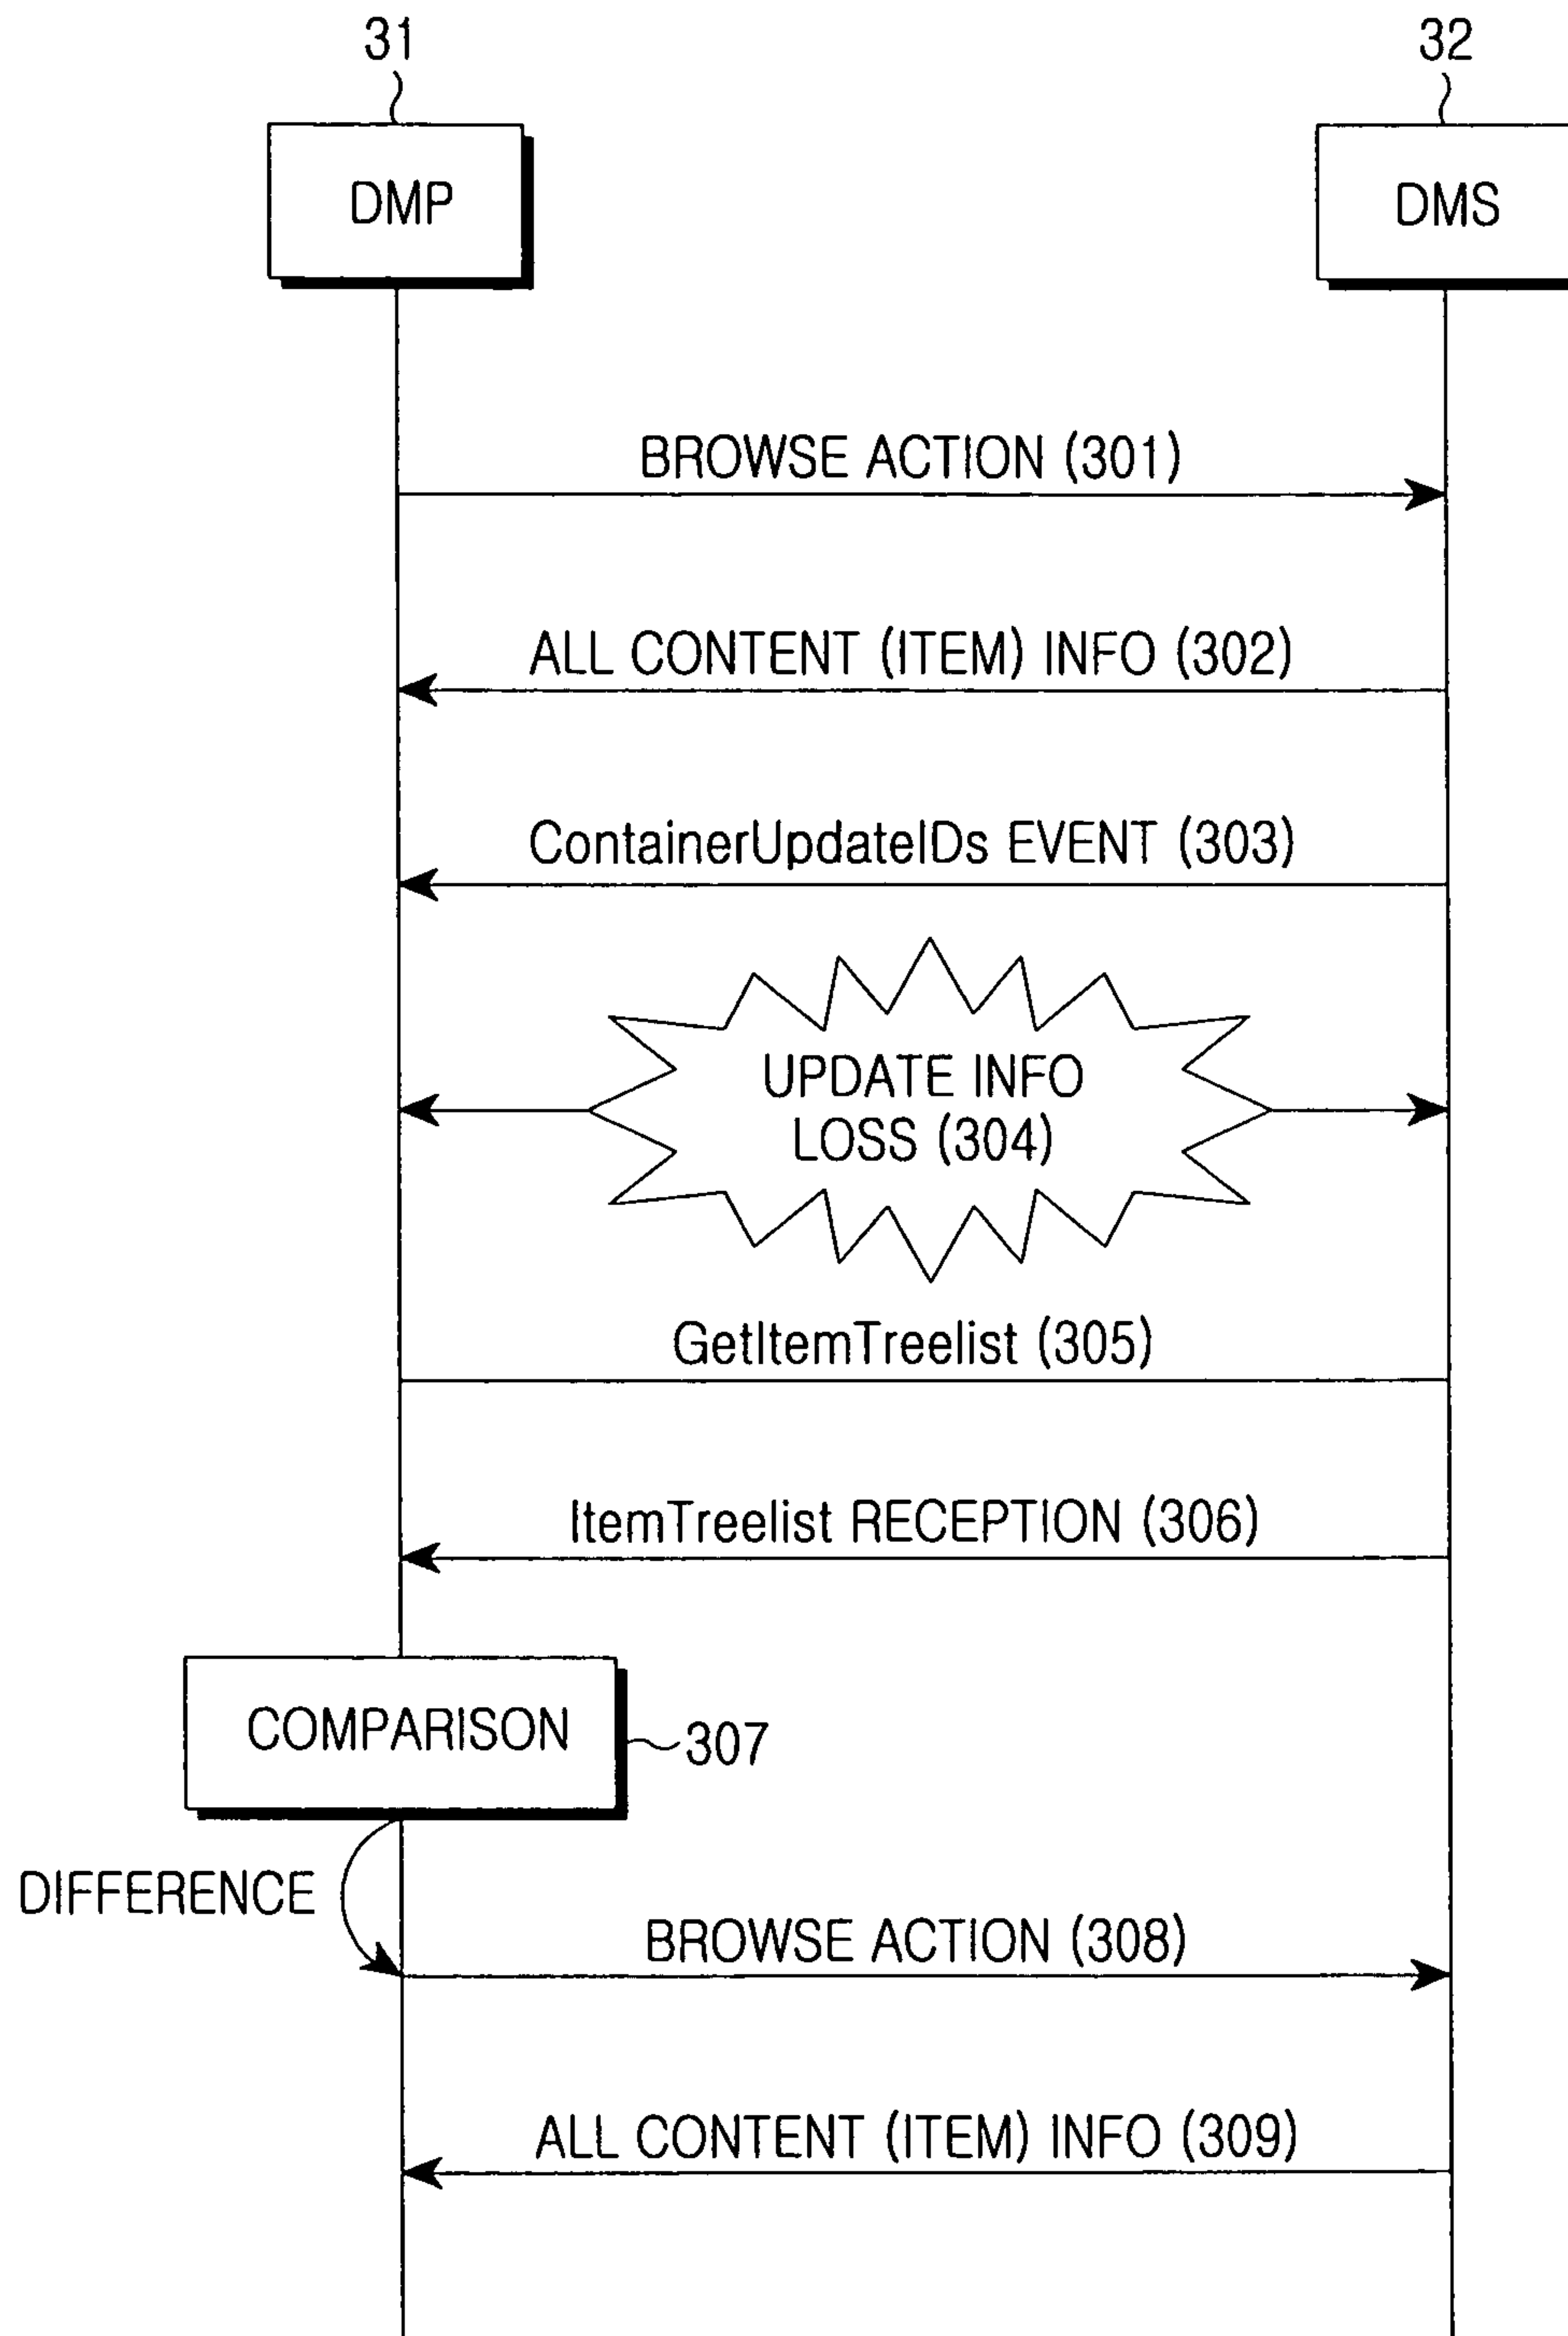 31
32
DMP
DMS
BROWSE ACTION (301)
ALL CONTENT (ITEM) INFO (302)
ContainerUpdateIDs EVENT (303)
UPDATE INFO
LOSS (304)
GetItemTreelist (305)
ItemTreelist RECEPTION (306)
COMPARISON
307
DIFFERENCE
BROWSE ACTION (308)
ALL CONTENT (ITEM) INFO (309)